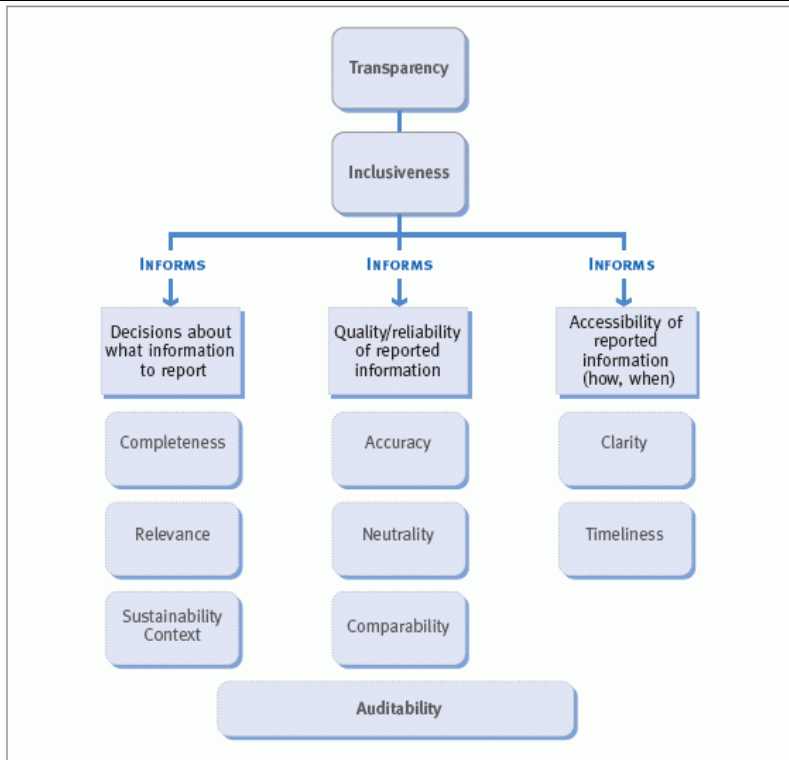 Transparency
Inclusiveness
INFORMS
INFORMS
INFORMS
Decisions about
what information
to report
Quality/reliability
of reported
information
Accessibility of
reported
information
(how, when)
Completeness
Accuracy
Clarity
Relevance
Neutrality
Timeliness
Sustainability
Context
Comparability
Auditability